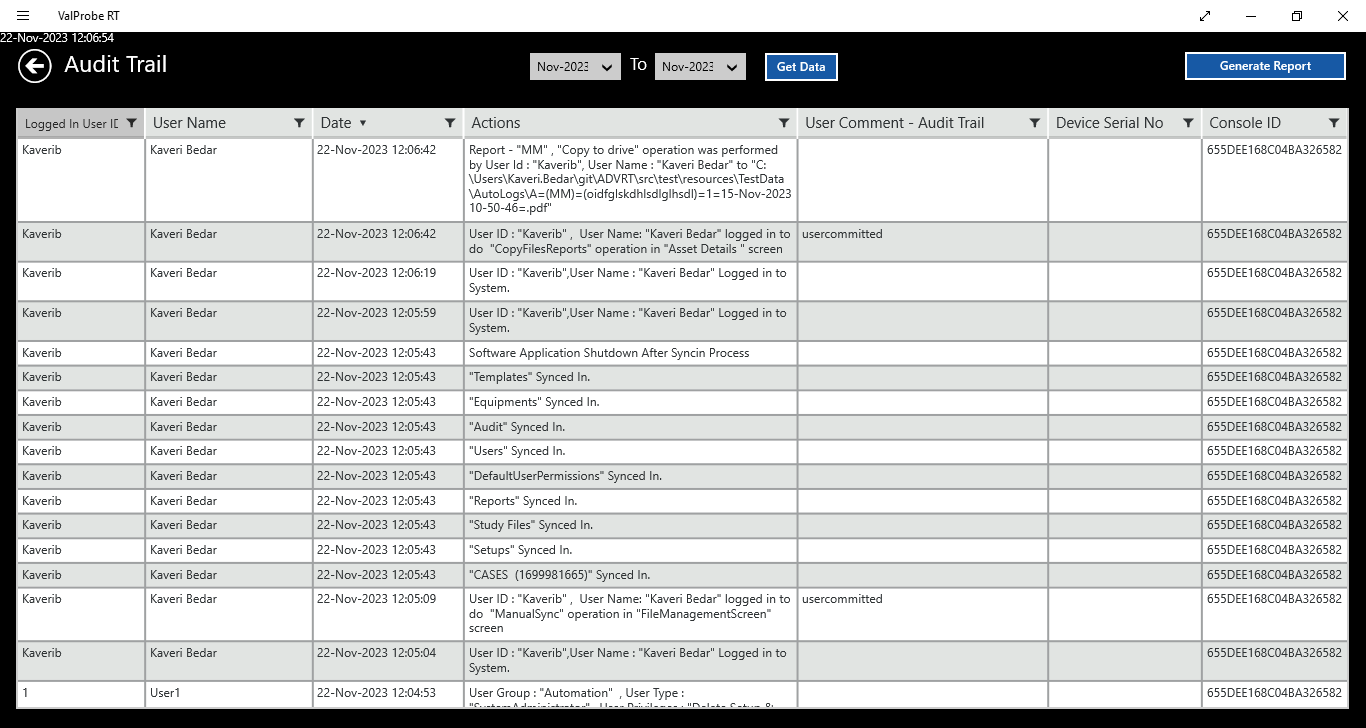 ValProbe RT
22-Nov-2023 12:06:54
Audit Trail
Nov-2023 To Nov-2023 Get Data Generate Report
Logged In User ID User Name Date Actions User Comment - Audit Trail Device Serial No Console ID
Kaverib Kaveri Bedar 22-Nov-2023 12:06:42 Report - "MM" , "Copy to drive" operation was performed 655DEE168C04BA326582
by User Id : "Kaverib", User Name : "Kaveri Bedar" to "C:
\Users\Kaveri.Bedar\git\ADVRT\src\test\resources\TestData
\AutoLogs\A=(MM)=(oidfglskdhlsdlglhsdl)=1=15-Nov-2023
10-50-46=.pdf"
Kaverib Kaveri Bedar 22-Nov-2023 12:06:42 User ID : "Kaverib" , User Name: "Kaveri Bedar" logged in to usercommitted 655DEE168C04BA326582
do "CopyFilesReports" operation in "Asset Details " screen
Kaverib Kaveri Bedar 22-Nov-2023 12:06:19 User ID : "Kaverib",User Name : "Kaveri Bedar" Logged in to 655DEE168C04BA326582
System.
Kaverib Kaveri Bedar 22-Nov-2023 12:05:59 User ID : "Kaverib",User Name : "Kaveri Bedar" Logged in to 655DEE168C04BA326582
System.
Kaverib Kaveri Bedar 22-Nov-2023 12:05:43 Software Application Shutdown After Syncin Process 655DEE168C04BA326582
Kaverib Kaveri Bedar 22-Nov-2023 12:05:43 "Templates" Synced In. 655DEE168C04BA326582
Kaverib Kaveri Bedar 22-Nov-2023 12:05:43 "Equipments" Synced In. 655DEE168C04BA326582
Kaverib Kaveri Bedar 22-Nov-2023 12:05:43 "Audit" Synced In. 655DEE168C04BA326582
Kaverib Kaveri Bedar 22-Nov-2023 12:05:43 "Users" Synced In. 655DEE168C04BA326582
Kaverib Kaveri Bedar 22-Nov-2023 12:05:43 "DefaultUserPermissions" Synced In. 655DEE168C04BA326582
Kaverib Kaveri Bedar 22-Nov-2023 12:05:43 "Reports" Synced In. 655DEE168C04BA326582
Kaverib Kaveri Bedar 22-Nov-2023 12:05:43 "Study Files" Synced In. 655DEE168C04BA326582
Kaverib Kaveri Bedar 22-Nov-2023 12:05:43 "Setups" Synced In. 655DEE168C04BA326582
Kaverib Kaveri Bedar 22-Nov-2023 12:05:43 "CASES (1699981665)" Synced In. 655DEE168C04BA326582
Kaverib Kaveri Bedar 22-Nov-2023 12:05:09 User ID : "Kaverib" , User Name: "Kaveri Bedar" logged in to usercommitted 655DEE168C04BA326582
do "ManualSync" operation in "FileManagementScreen"
screen
Kaverib Kaveri Bedar 22-Nov-2023 12:05:04 User ID : "Kaverib",User Name : "Kaveri Bedar" Logged in to 655DEE168C04BA326582
System.
1 User1 22-Nov-2023 12:04:53 User Group : "Automation" , User Type : 655DEE168C04BA326582
"SystemAdministrator" , User Privileges : "Delete Setup &